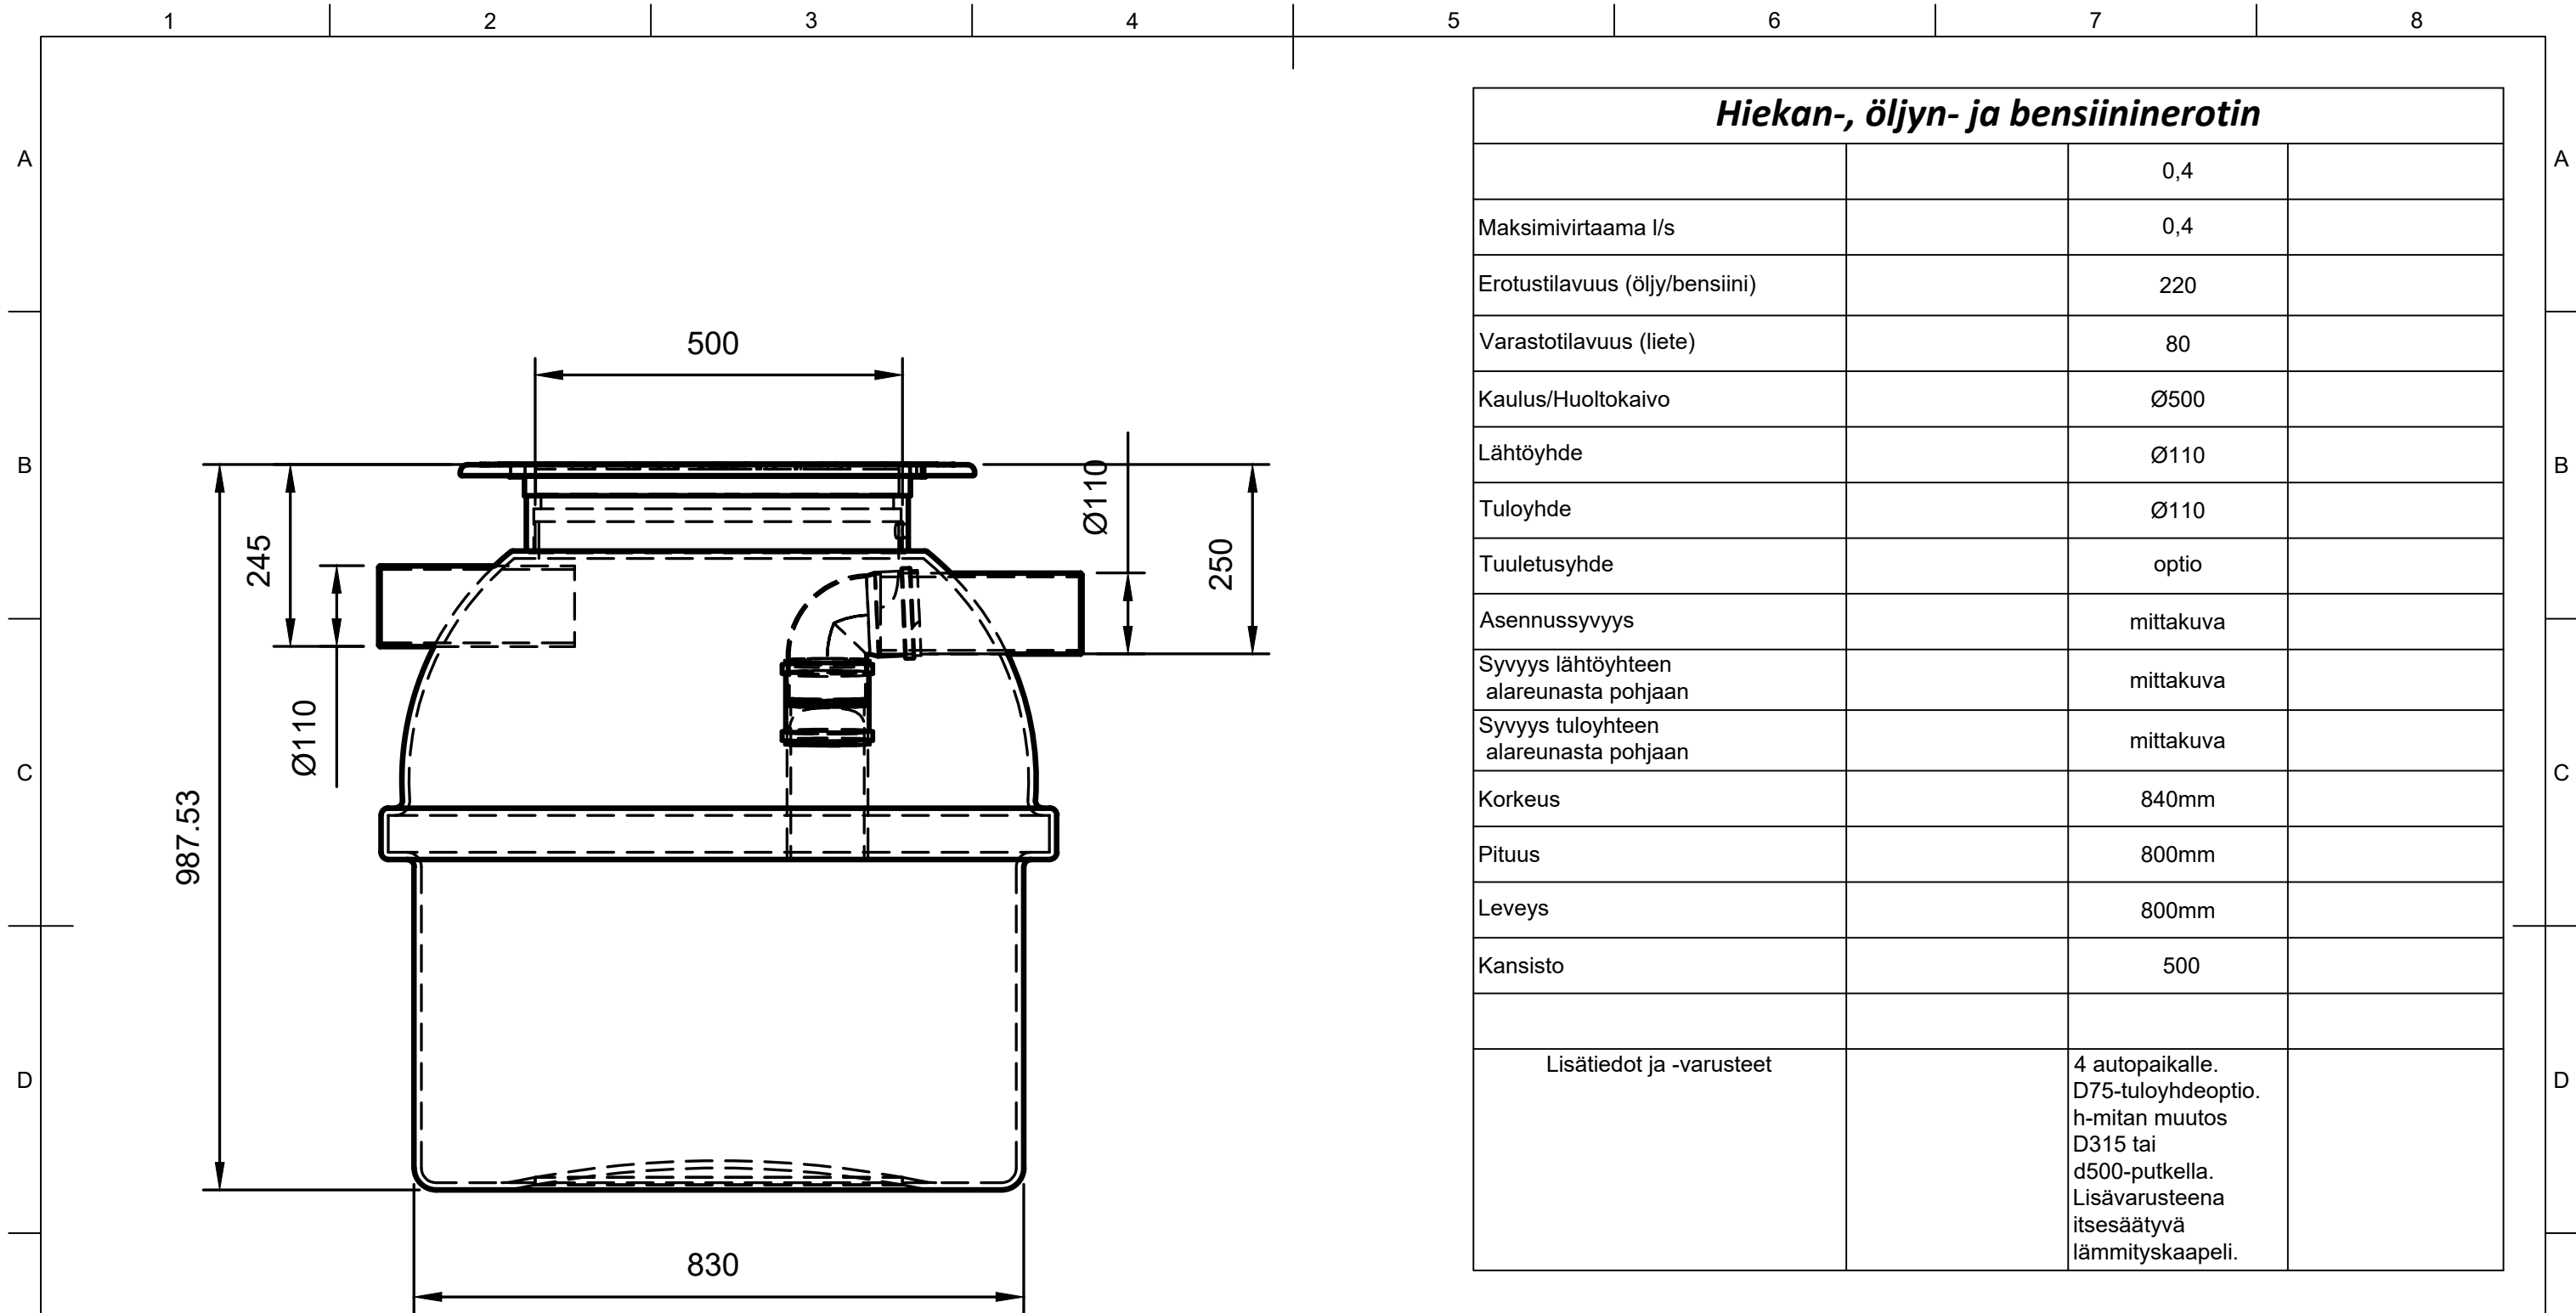 1 2 3 4 5 6 7 8
A A
B B
C C
D D
500
245
Ø110
987.53
Ø110
250
830
Hiekan-, öljyn- ja bensiininerotin
0,4
Maksimivirtaama l/s 0,4
Erotustilavuus (öljy/bensiini) 220
Varastotilavuus (liete) 80
Kaulus/Huoltokaivo Ø500
Lähtöyhde Ø110
Tuloyhde Ø110
Tuuletusyhde optio
Asennussyvyys mittakuva
Syvyys lähtöyhteen
alareunasta pohjaan mittakuva
Syvyys tuloyhteen
alareunasta pohjaan mittakuva
Korkeus 840mm
Pituus 800mm
Leveys 800mm
Kansisto 500
Lisätiedot ja -varusteet 4 autopaikalle.
D75-tuloyhdeoptio.
h-mitan muutos
D315 tai
d500-putkella.
Lisävarusteena
itsesäätyvä
lämmityskaapeli.